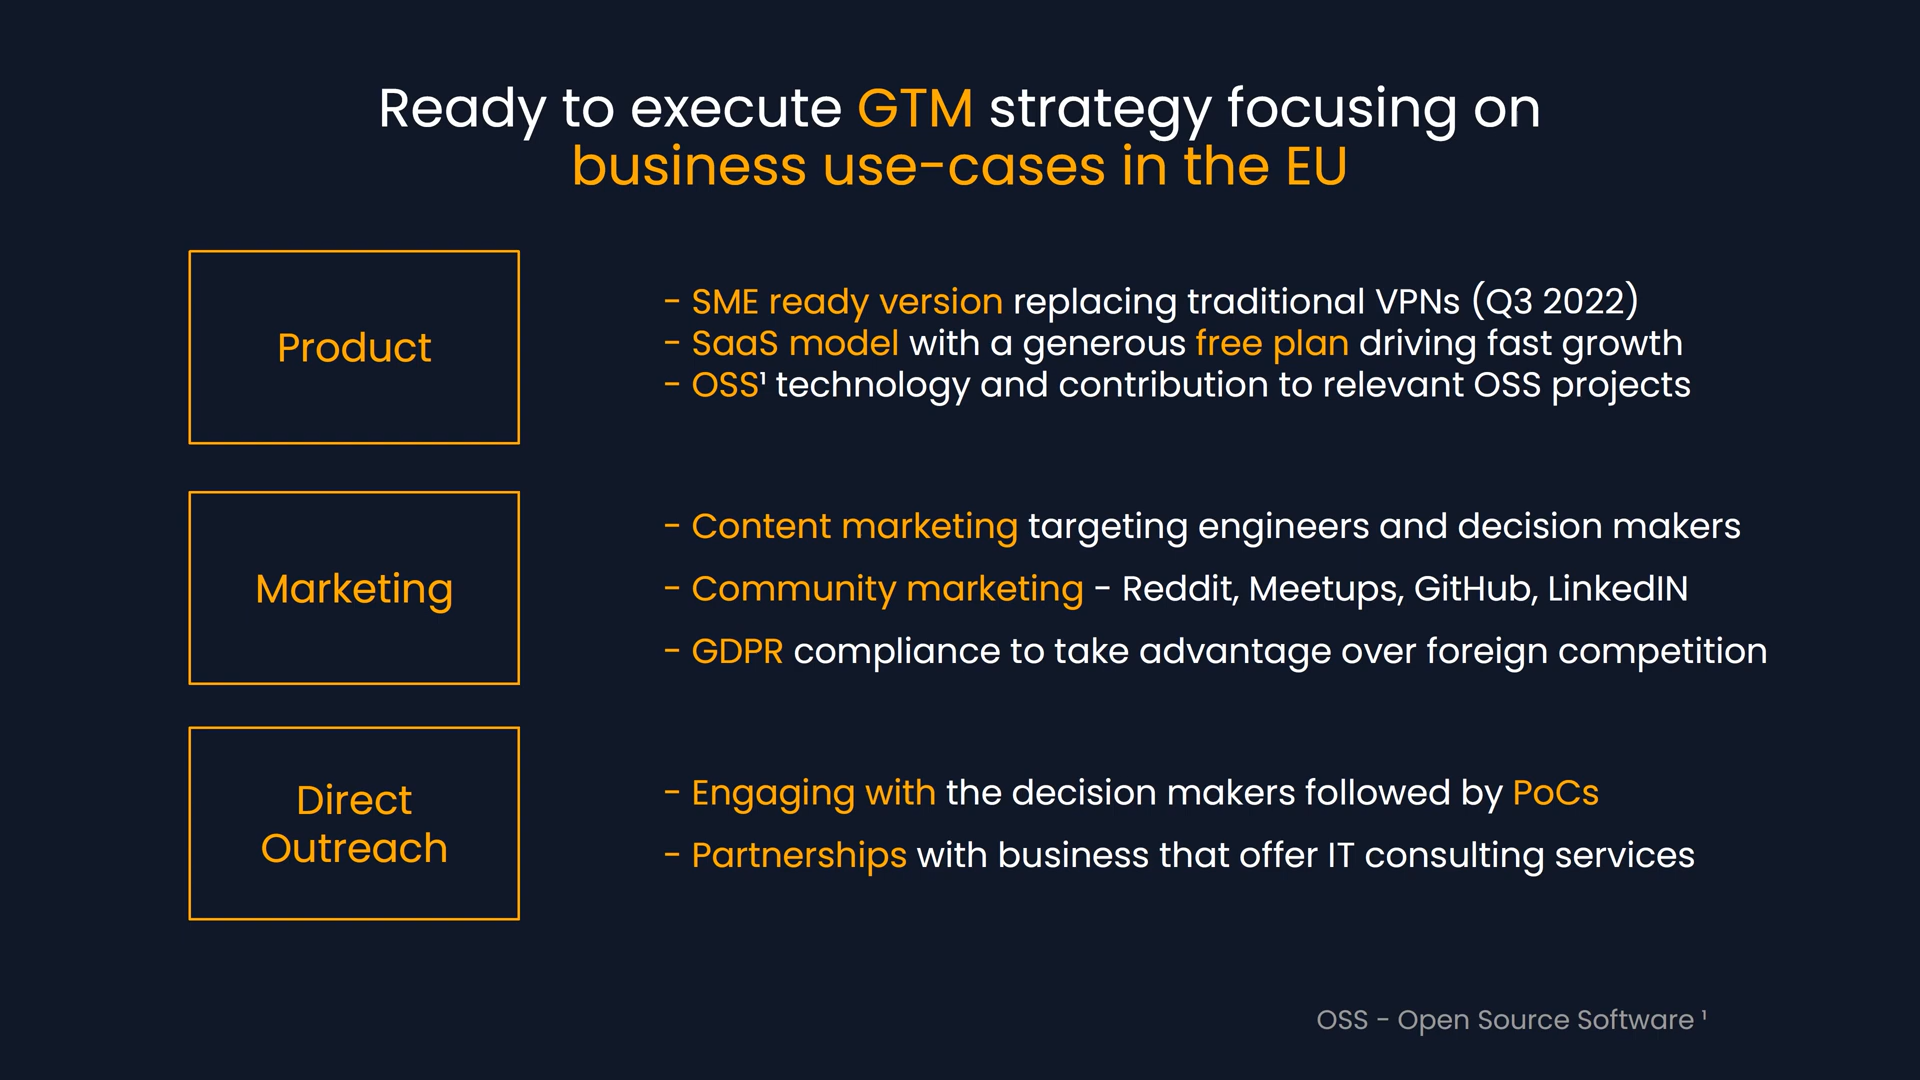 Ready to execute GTM strategy focusing on
business use-cases in the EU
Product
- SME ready version replacing traditional VPNs (Q3 2022)
- SaaS model with a generous free plan driving fast growth
- OSS¹ technology and contribution to relevant OSS projects
Marketing
- Content marketing targeting engineers and decision makers
- Community marketing - Reddit, Meetups, GitHub, LinkedIN
- GDPR compliance to take advantage over foreign competition
Direct
Outreach
- Engaging with the decision makers followed by PoCs
- Partnerships with business that offer IT consulting services
OSS - Open Source Software ¹